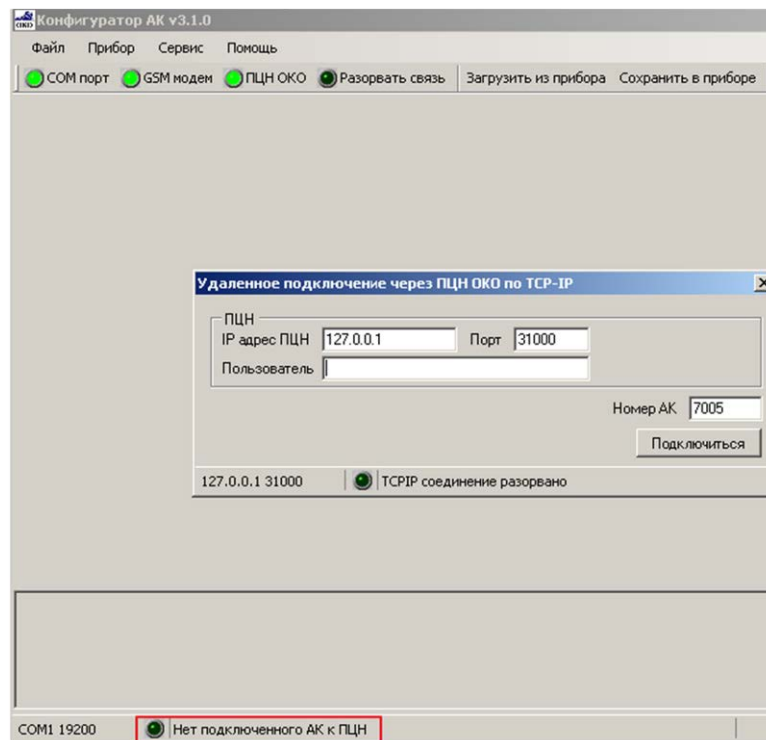 ОКО Конфигуратор АК v3.1.0
Файл Прибор Сервис Помощь
COM порт GSM модем ПЦН ОКО Разорвать связь Загрузить из прибора Сохранить в приборе
Удаленное подключение через ПЦН ОКО по TCP-IP
ПЦН
IP адрес ПЦН 127.0.0.1 Порт 31000
Пользователь
Номер АК 7005
Подключиться
127.0.0.1 31000 TCPIP соединение разорвано
COM1 19200 Нет подключенного АК к ПЦН